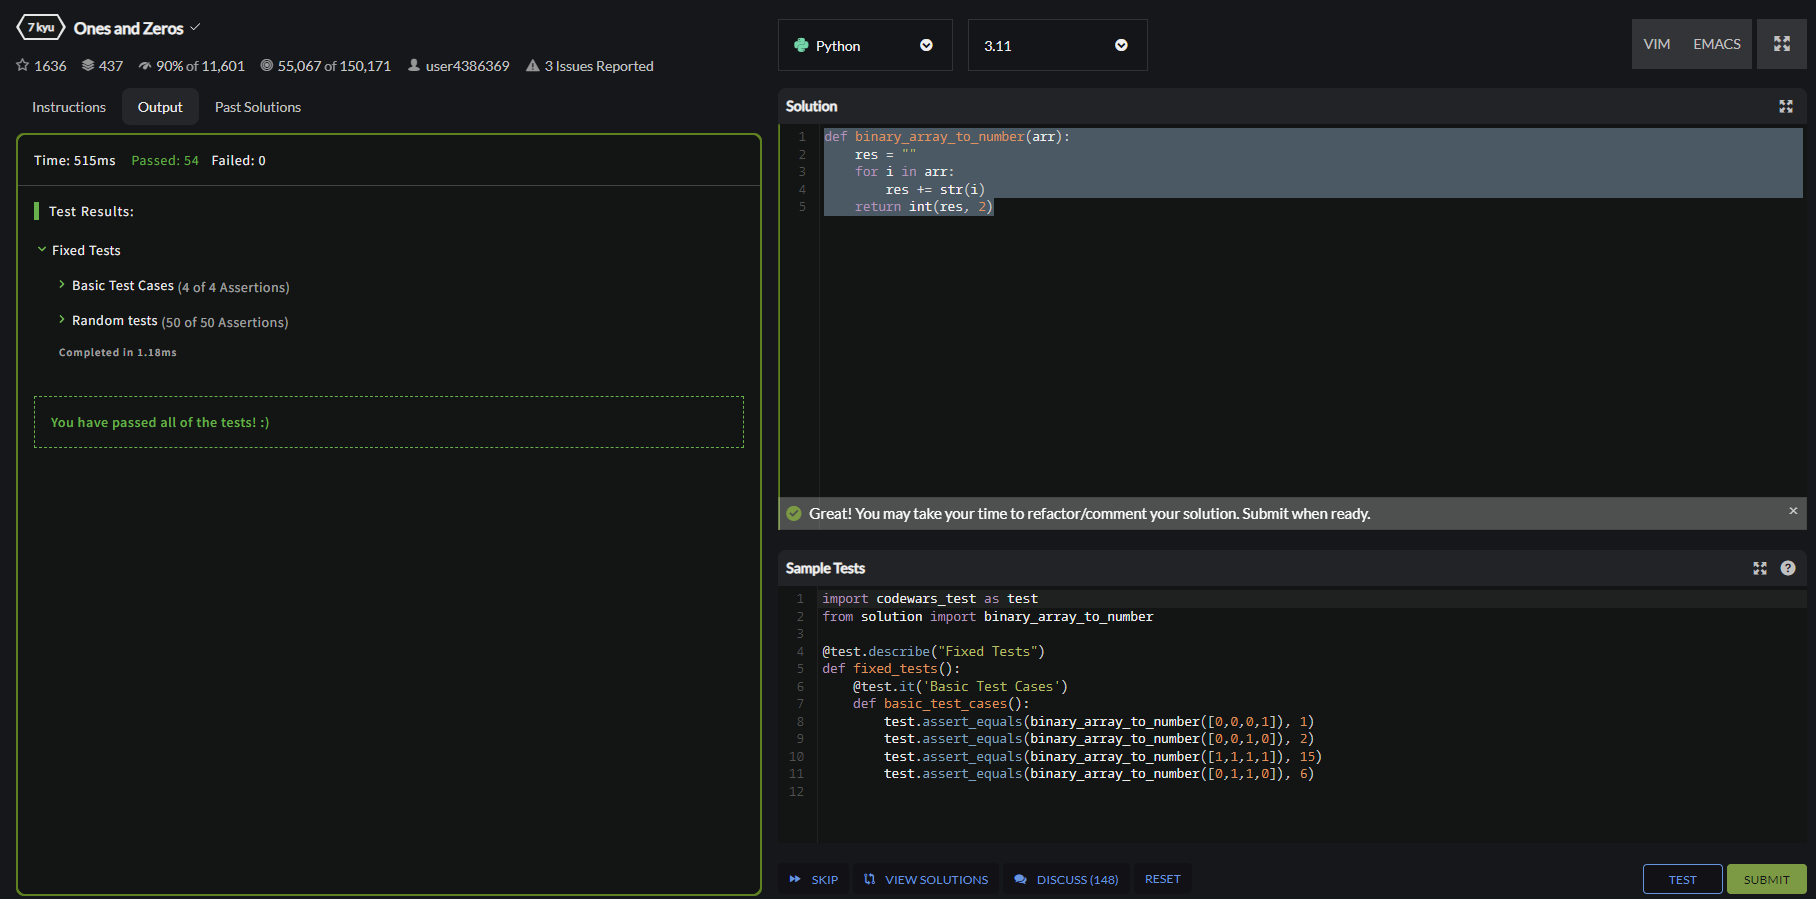 7 kyu Ones and Zeros
1636 437 90% of 11,601 55,067 of 150,171 user4386369 3 Issues Reported
Instructions Output Past Solutions
Time: 515ms Passed: 54 Failed: 0
Test Results:
Fixed Tests
Basic Test Cases (4 of 4 Assertions)
Random tests (50 of 50 Assertions)
Completed in 1.18ms
You have passed all of the tests! :)
Python 3.11 VIM EMACS
Solution
1 def binary_array_to_number(arr):
2     res = ""
3     for i in arr:
4         res += str(i)
5     return int(res, 2)
Great! You may take your time to refactor/comment your solution. Submit when ready. ×
Sample Tests ?
1 import codewars_test as test
2 from solution import binary_array_to_number
3
4 @test.describe("Fixed Tests")
5 def fixed_tests():
6     @test.it('Basic Test Cases')
7     def basic_test_cases():
8         test.assert_equals(binary_array_to_number([0,0,0,1]), 1)
9         test.assert_equals(binary_array_to_number([0,0,1,0]), 2)
10         test.assert_equals(binary_array_to_number([1,1,1,1]), 15)
11         test.assert_equals(binary_array_to_number([0,1,1,0]), 6)
12
SKIP VIEW SOLUTIONS DISCUSS (148) RESET TEST SUBMIT